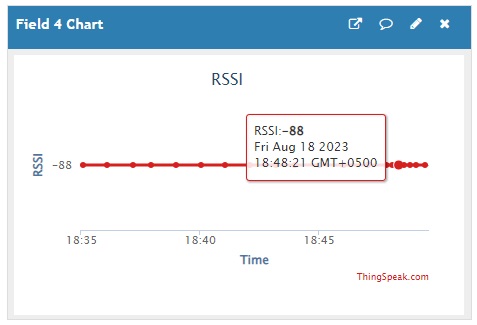 Field 4 Chart
RSSI
RSSI:-88
Fri Aug 18 2023
18:48:21 GMT+0500
RSSI
-88
18:35 18:40 18:45
Time
ThingSpeak.com